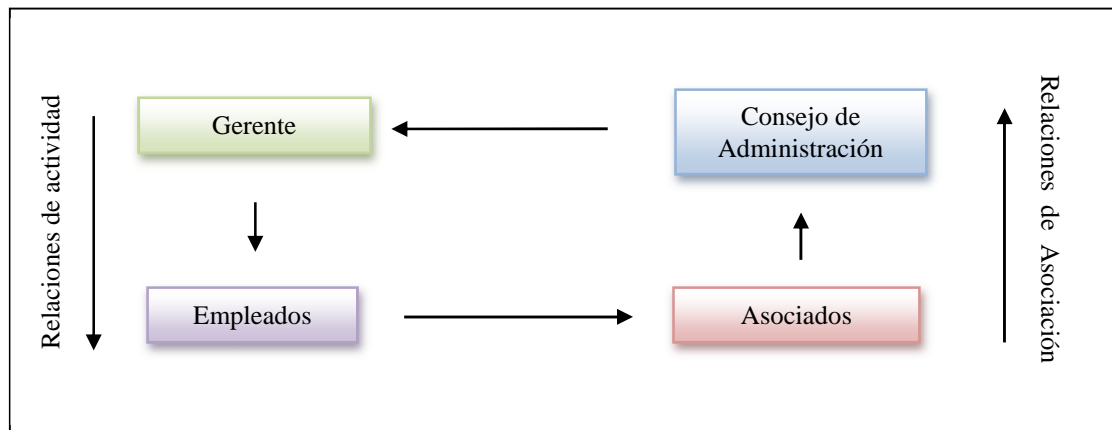 Relaciones de actividad
Gerente
Consejo de
Administración
Relaciones de Asociación
Empleados
Asociados